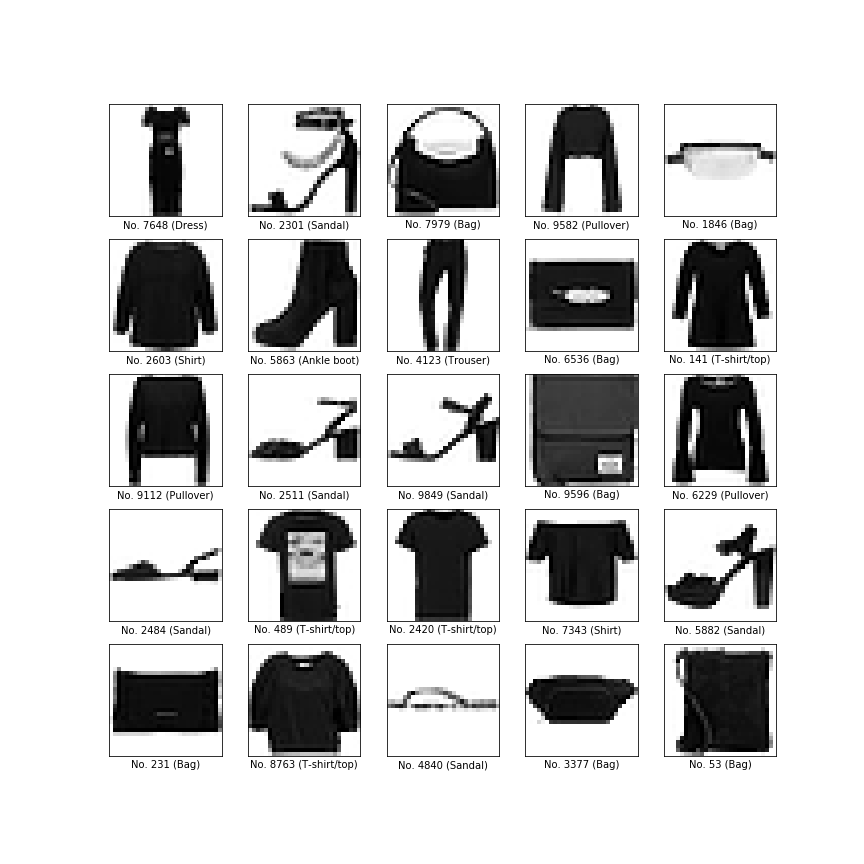 No. 7648 (Dress)
No. 2301 (Sandal)
No. 7979 (Bag)
No. 9582 (Pullover)
No. 1846 (Bag)
No. 2603 (Shirt)
No. 5863 (Ankle boot)
No. 4123 (Trouser)
No. 6536 (Bag)
No. 141 (T-shirt/top)
No. 9112 (Pullover)
No. 2511 (Sandal)
No. 9849 (Sandal)
No. 9596 (Bag)
No. 6229 (Pullover)
No. 2484 (Sandal)
No. 489 (T-shirt/top)
No. 2420 (T-shirt/top)
No. 7343 (Shirt)
No. 5882 (Sandal)
No. 231 (Bag)
No. 8763 (T-shirt/top)
No. 4840 (Sandal)
No. 3377 (Bag)
No. 53 (Bag)